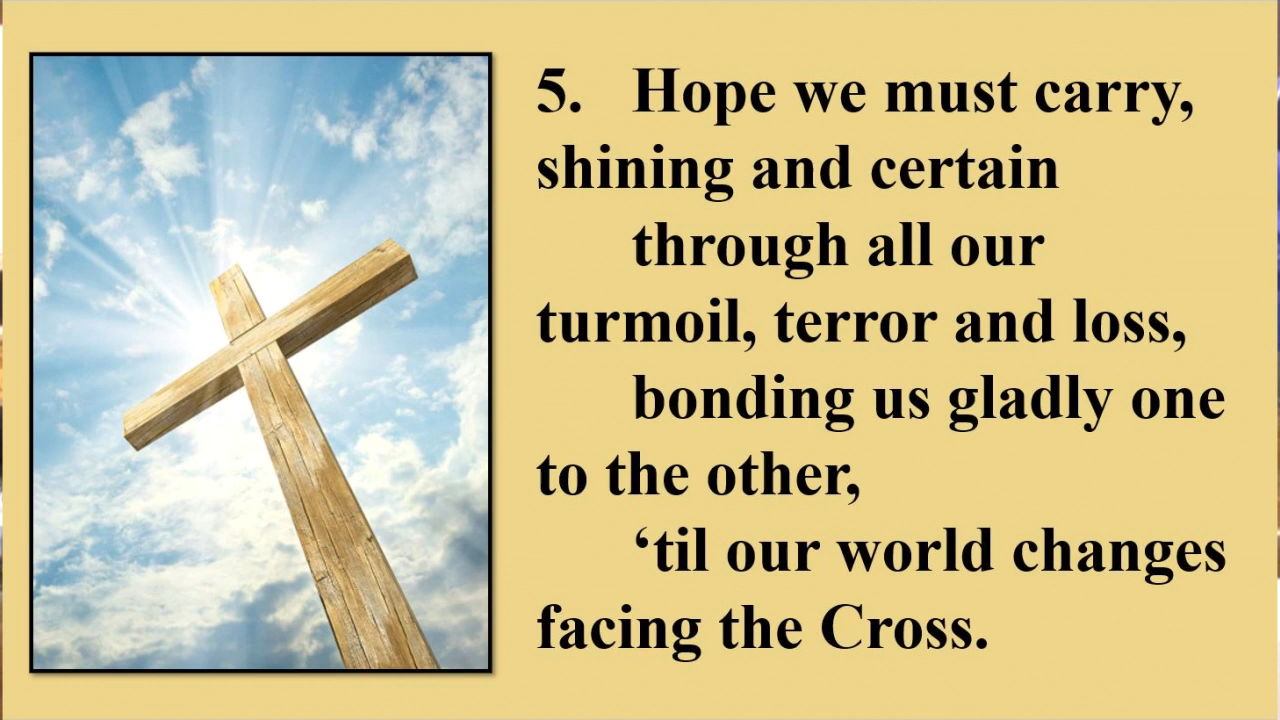 5. Hope we must carry,
shining and certain
through all our
turmoil, terror and loss,
bonding us gladly one
to the other,
‘til our world changes
facing the Cross.